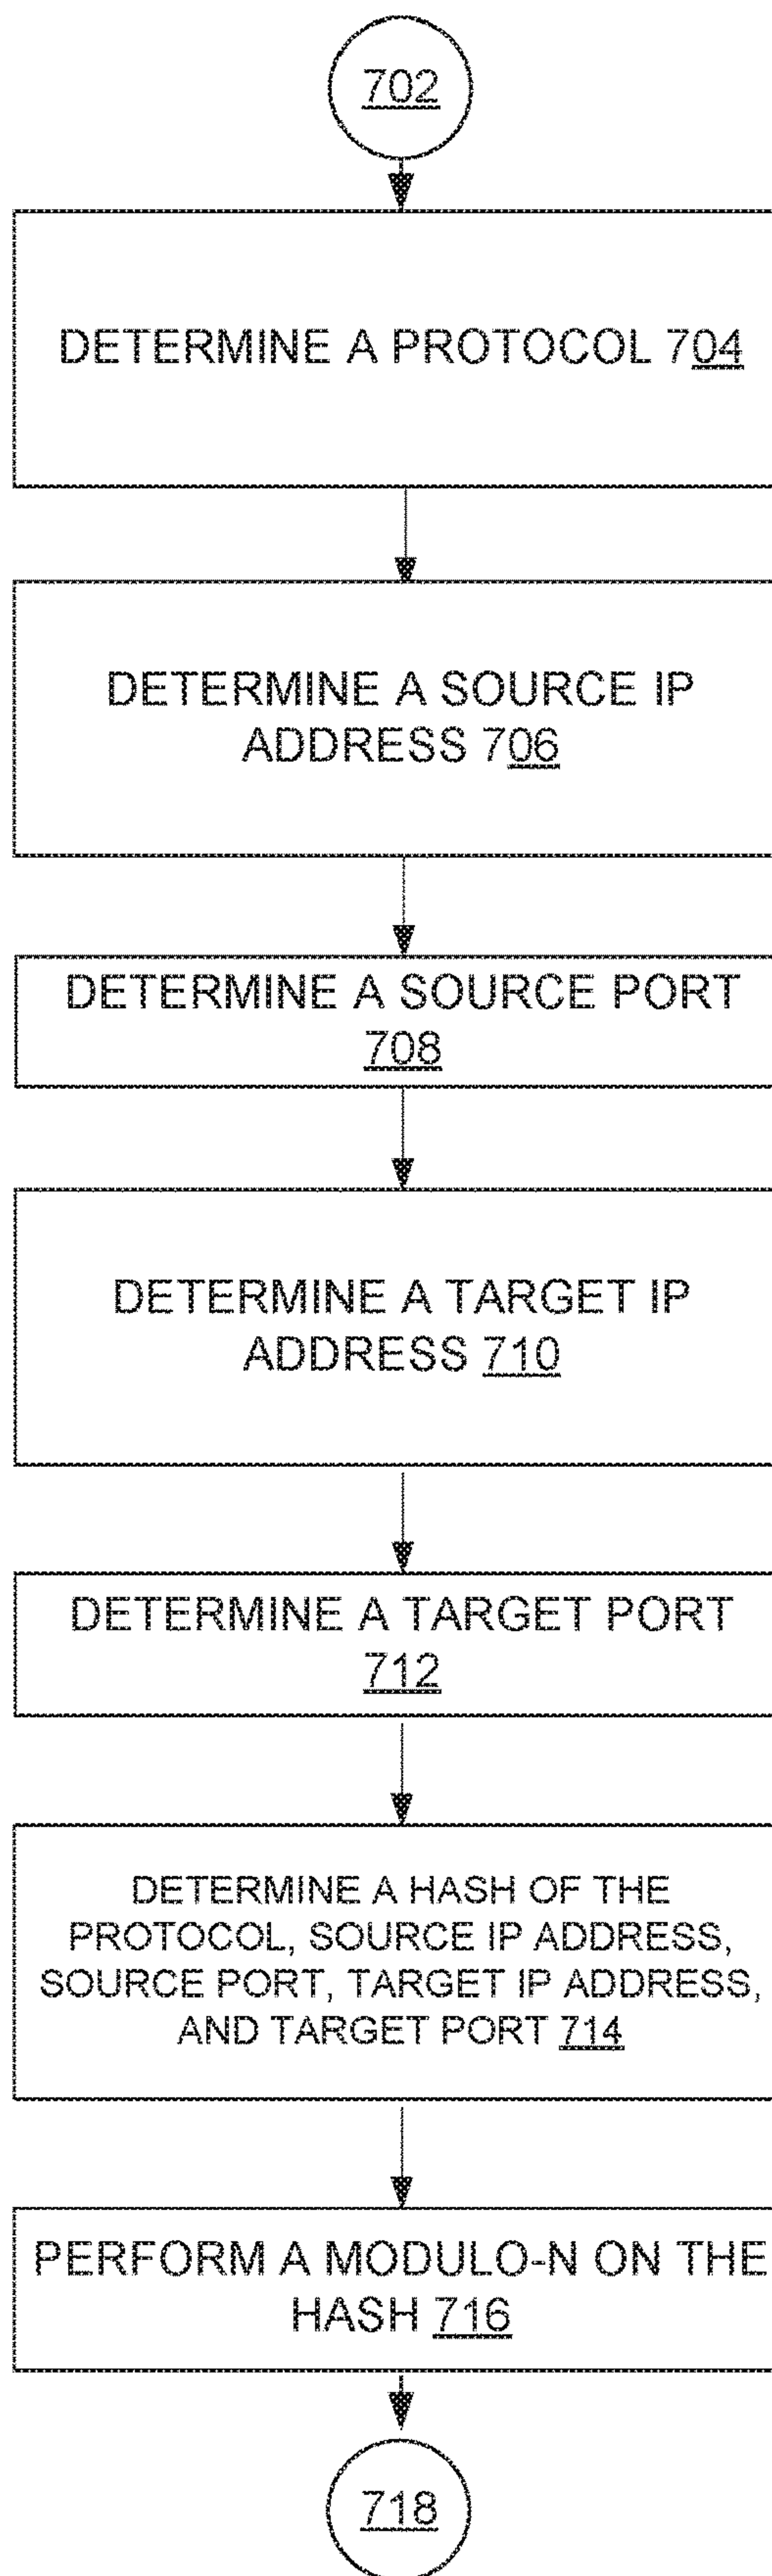 702
DETERMINE A PROTOCOL 704
DETERMINE A SOURCE IP
ADDRESS 706
DETERMINE A SOURCE PORT
708
DETERMINE A TARGET IP
ADDRESS 710
DETERMINE A TARGET PORT
712
DETERMINE A HASH OF THE
PROTOCOL, SOURCE IP ADDRESS,
SOURCE PORT, TARGET IP ADDRESS,
AND TARGET PORT 714
PERFORM A MODULO-N ON THE
HASH 716
718